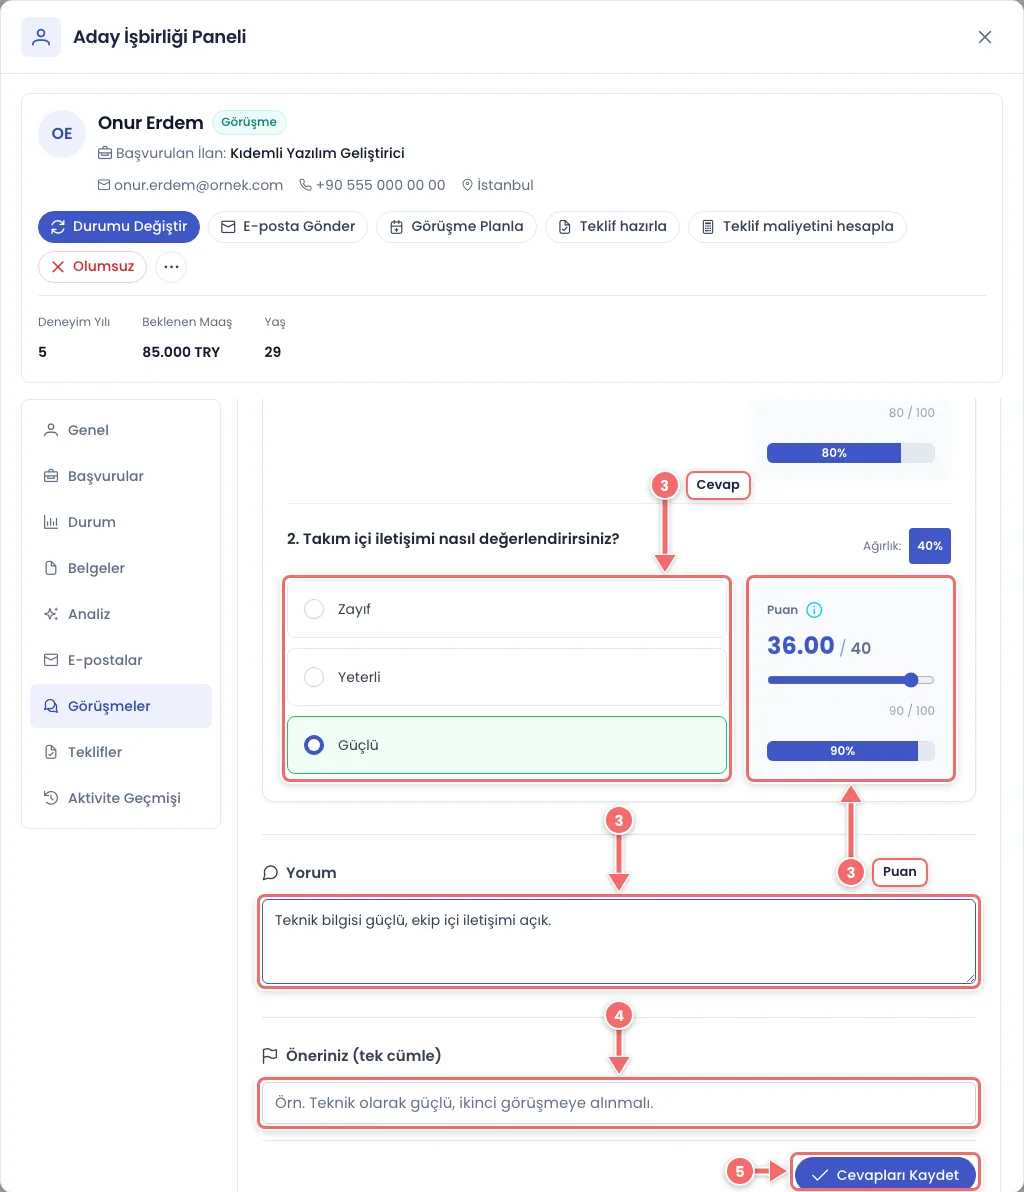 Aday İşbirliği Paneli
OE
Onur Erdem Görüşme
Başvurulan İlan: Kıdemli Yazılım Geliştirici
onur.erdem@ornek.com +90 555 000 00 00 İstanbul
Durumu Değiştir E-posta Gönder Görüşme Planla Teklif hazırla Teklif maliyetini hesapla
Olumsuz ...
Deneyim Yılı Beklenen Maaş Yaş
5 85.000 TRY 29
Genel
Başvurular
Durum
Belgeler
Analiz
E-postalar
Görüşmeler
Teklifler
Aktivite Geçmişi
80 / 100
80%
3 Cevap
2. Takım içi iletişimi nasıl değerlendirirsiniz?
Ağırlık: 40%
Zayıf
Yeterli
Güçlü
Puan
36.00 / 40
90 / 100
90%
3
3 Puan
Yorum
Teknik bilgisi güçlü, ekip içi iletişimi açık.
4
Öneriniz (tek cümle)
Örn. Teknik olarak güçlü, ikinci görüşmeye alınmalı.
5 Cevapları Kaydet